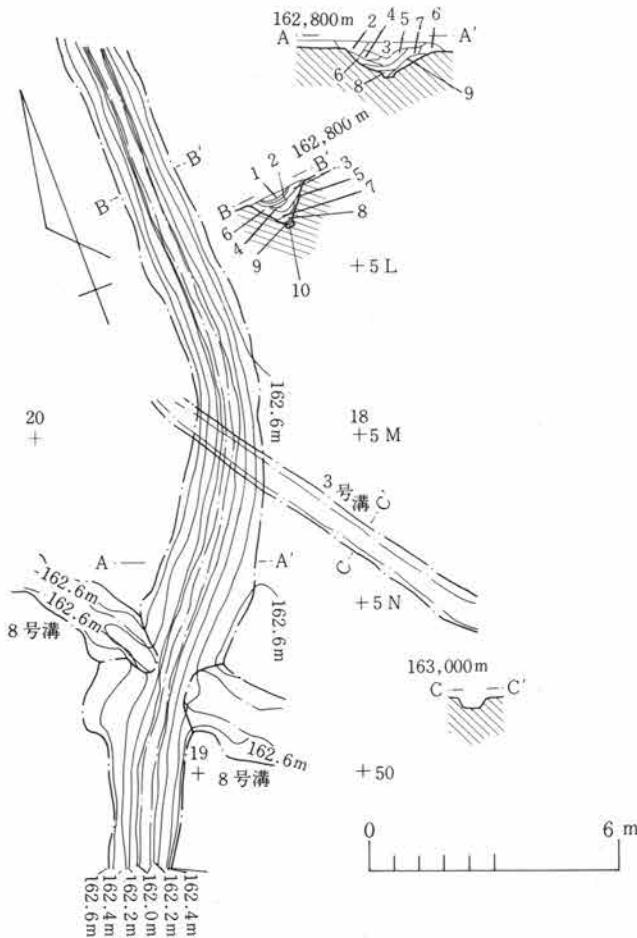 162,800m
A A'
2 4 5 7 6
3
6
8 9
162,800 m
B B'
1 2 3
5
7
6
8
4
9
10
B B'
+5 L
162.6m
20
+
18
+5 M
3号溝
C C'
A A'
162.6m
162.6m
8号溝
+5 N
162.6m
163,000m
C C'
162.6m
19
+
8号溝
+50
0 6 m
162.6m
162.4m
162.2m
162.0m
162.2m
162.4m